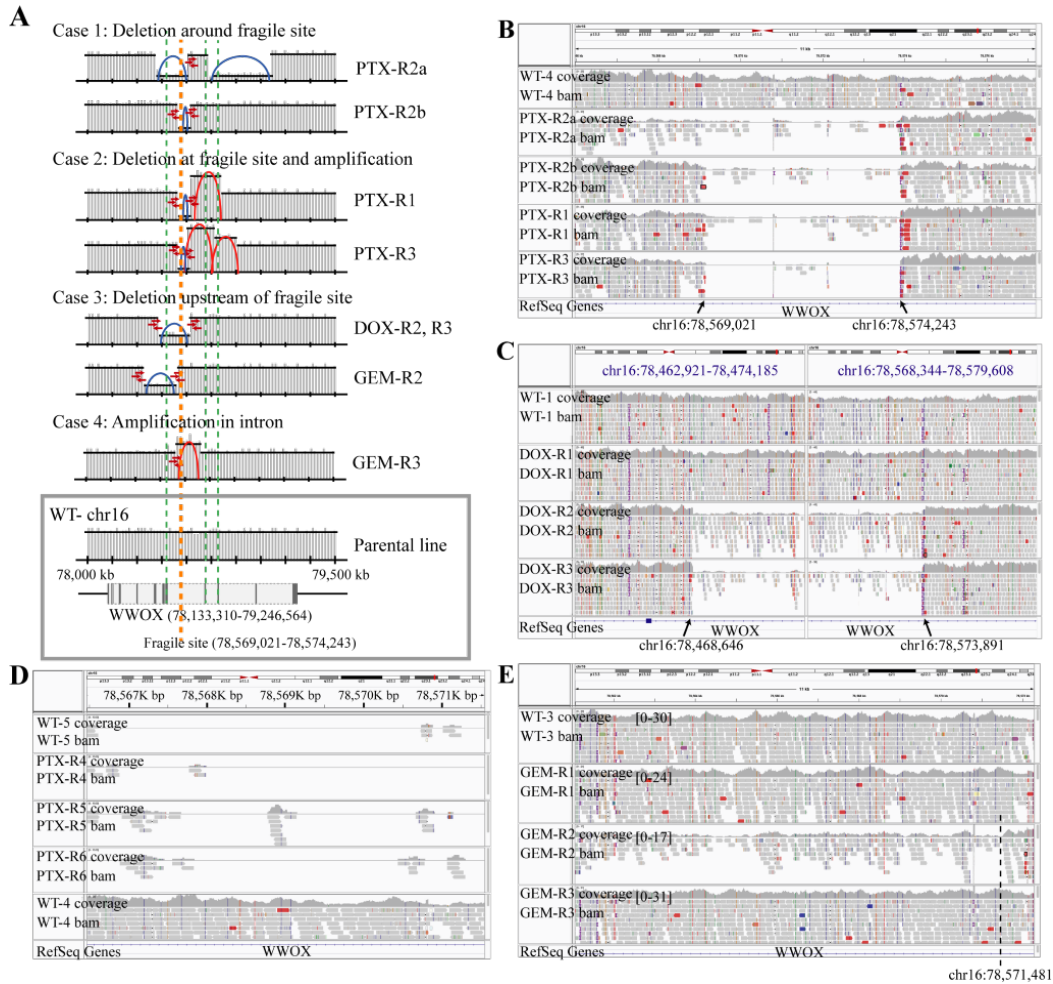 A
Case 1: Deletion around fragile site
PTX-R2a
PTX-R2b
Case 2: Deletion at fragile site and amplification
PTX-R1
PTX-R3
Case 3: Deletion upstream of fragile site
DOX-R2, R3
GEM-R2
Case 4: Amplification in intron
GEM-R3
WT- chr16
Parental line
78,000 kb
79,500 kb
WWOX (78,133,310-79,246,564)
Fragile site (78,569,021-78,574,243)
B
WT-4 coverage
WT-4 bam
PTX-R2a coverage
PTX-R2a bam
PTX-R2b coverage
PTX-R2b bam
PTX-R1 coverage
PTX-R1 bam
PTX-R3 coverage
PTX-R3 bam
RefSeq Genes
WWOX
chr16:78,569,021
chr16:78,574,243
C
chr16:78,462,921-78,474,185
chr16:78,568,344-78,579,608
WT-1 coverage
WT-1 bam
DOX-R1 coverage
DOX-R1 bam
DOX-R2 coverage
DOX-R2 bam
DOX-R3 coverage
DOX-R3 bam
RefSeq Genes
WWOX
WWOX
chr16:78,468,646
chr16:78,573,891
D
78,567K bp 78,568K bp 78,569K bp 78,570K bp 78,571K bp
WT-5 coverage
WT-5 bam
PTX-R4 coverage
PTX-R4 bam
PTX-R5 coverage
PTX-R5 bam
PTX-R6 coverage
PTX-R6 bam
WT-4 coverage
WT-4 bam
RefSeq Genes
WWOX
E
WT-3 coverage [0-30]
WT-3 bam
GEM-R1 coverage [0-24]
GEM-R1 bam
GEM-R2 coverage [0-17]
GEM-R2 bam
GEM-R3 coverage [0-31]
GEM-R3 bam
RefSeq Genes
WWOX
chr16:78,571,481